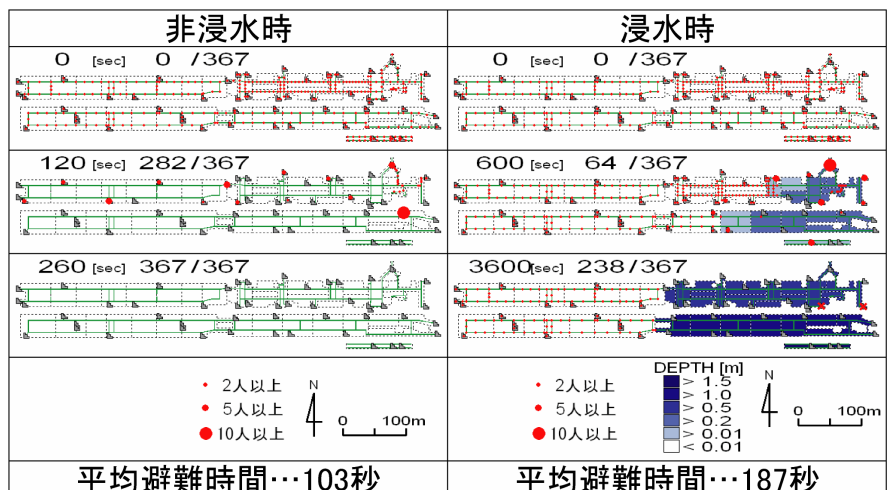 非浸水時
浸水時
0 [sec] 0 /367
0 [sec] 0 /367
120 [sec] 282/367
600 [sec] 64 /367
260 [sec] 367/367
3600[sec] 238/367
2人以上
5人以上
10人以上
N
0 100m
DEPTH [m]
> 1.5
> 1.0
> 0.5
> 0.2
> 0.01
< 0.01
2人以上
5人以上
10人以上
N
0 100m
平均避難時間…103秒
平均避難時間…187秒